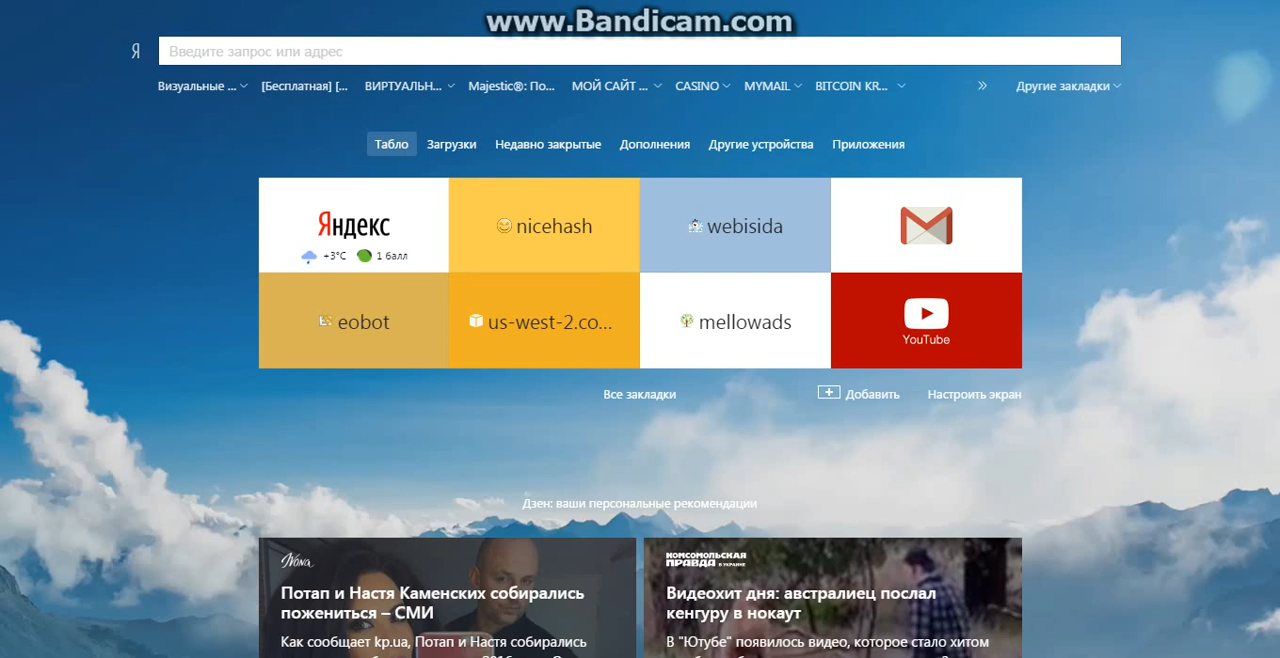 www.Bandicam.com
Я
Введите запрос или адрес
Визуальные ... [Бесплатная] [... ВИРТУАЛЬН... Majestic®: По... МОЙ САЙТ ... CASINO MYMAIL BITCOIN KR... » Другие закладки
Табло Загрузки Недавно закрытые Дополнения Другие устройства Приложения
Яндекс nicehash webisida
+3°C 1 балл
eobot us-west-2.co... mellowads
YouTube
Все закладки Добавить Настроить экран
Дзен: ваши персональные рекомендации
iVona
Потап и Настя Каменских собирались
пожениться – СМИ
Как сообщает kp.ua, Потап и Настя собирались
КОМСОМОЛЬСКАЯ
ПРАВДА В УКРАИНЕ
Видеохит дня: австралиец послал
кенгуру в нокаут
В "Ютубе" появилось видео, которое стало хитом